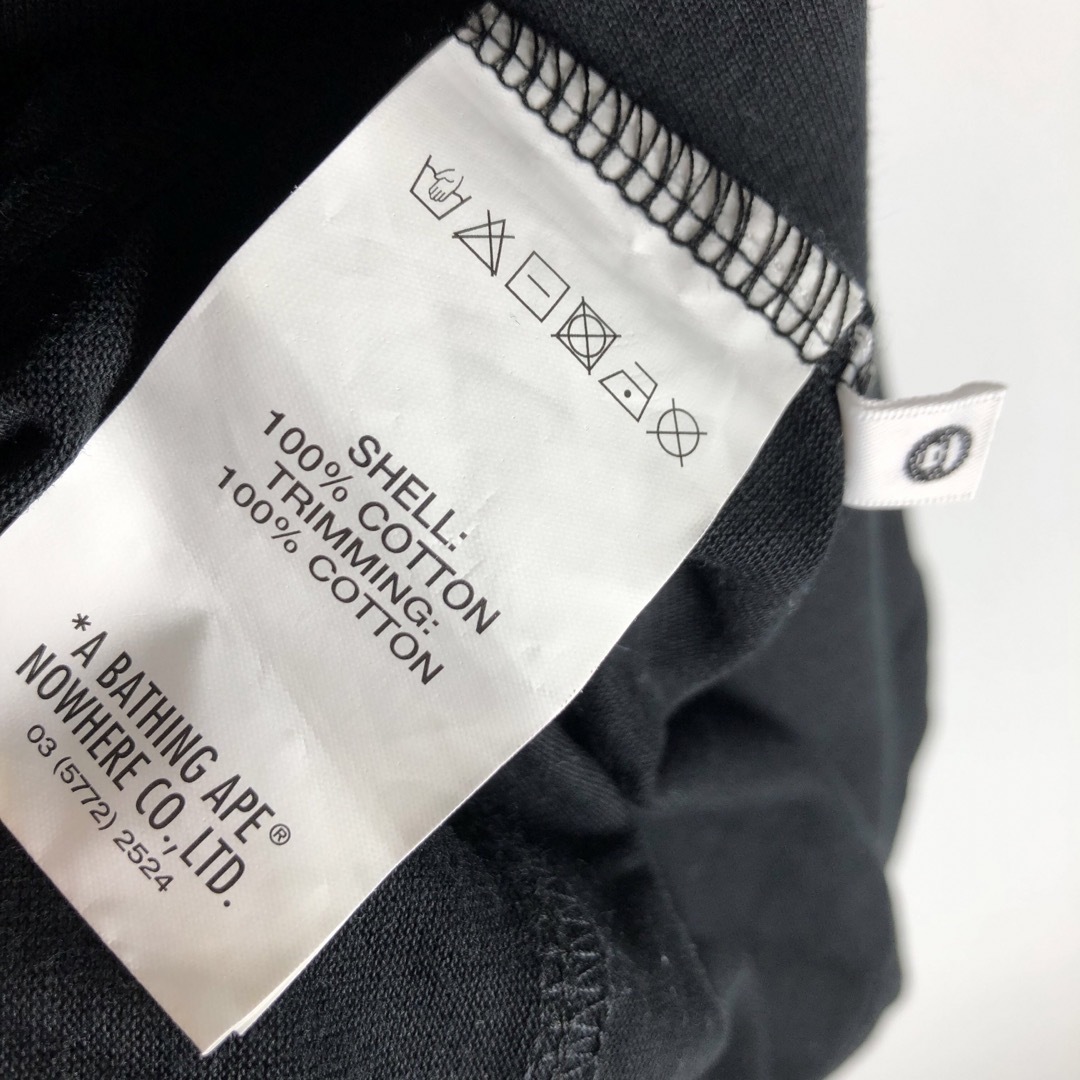 SHELL:
100% COTTON
TRIMMING:
100% COTTON
*A BATHING APE®
NOWHERE CO., LTD.
03 (5772) 2524